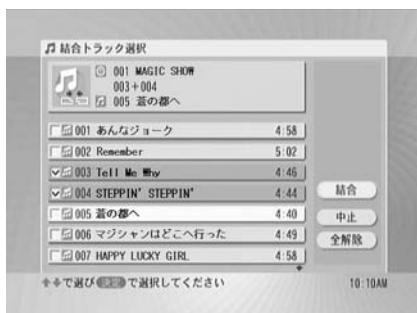 結合トラック選択
001 MAGIC SHOW
003+004
005 蒼の都へ
001 あんなジョーク 4:58
002 Remember 5:02
003 Tell Me Why 4:46
004 STEPPIN' STEPPIN' 4:44
005 蒼の都へ 4:40
006 マジシャンはどこへ行った 4:49
007 HAPPY LUCKY GIRL 4:58
結合
中止
全解除
で選び 決定 で選択してください 10:10AM